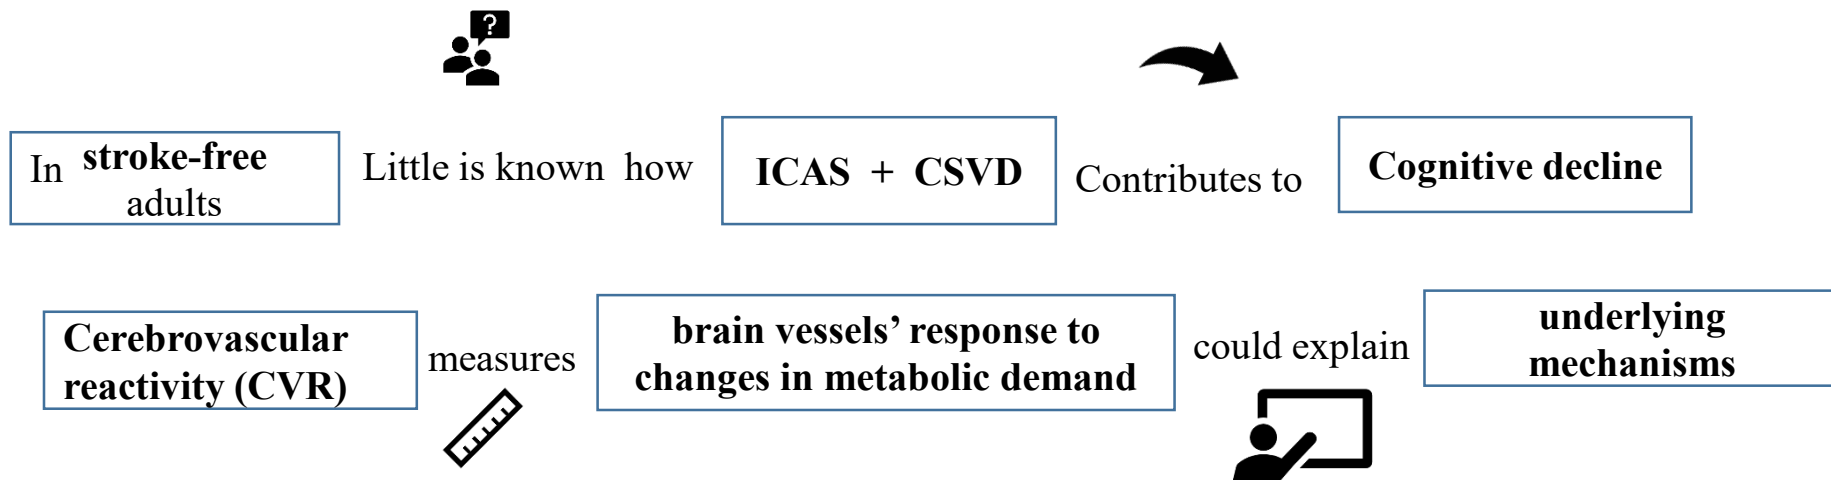 ?
In stroke-free adults
Little is known how
ICAS + CSVD
Contributes to
Cognitive decline
Cerebrovascular
reactivity (CVR)
measures
brain vessels' response to
changes in metabolic demand
could explain
underlying
mechanisms